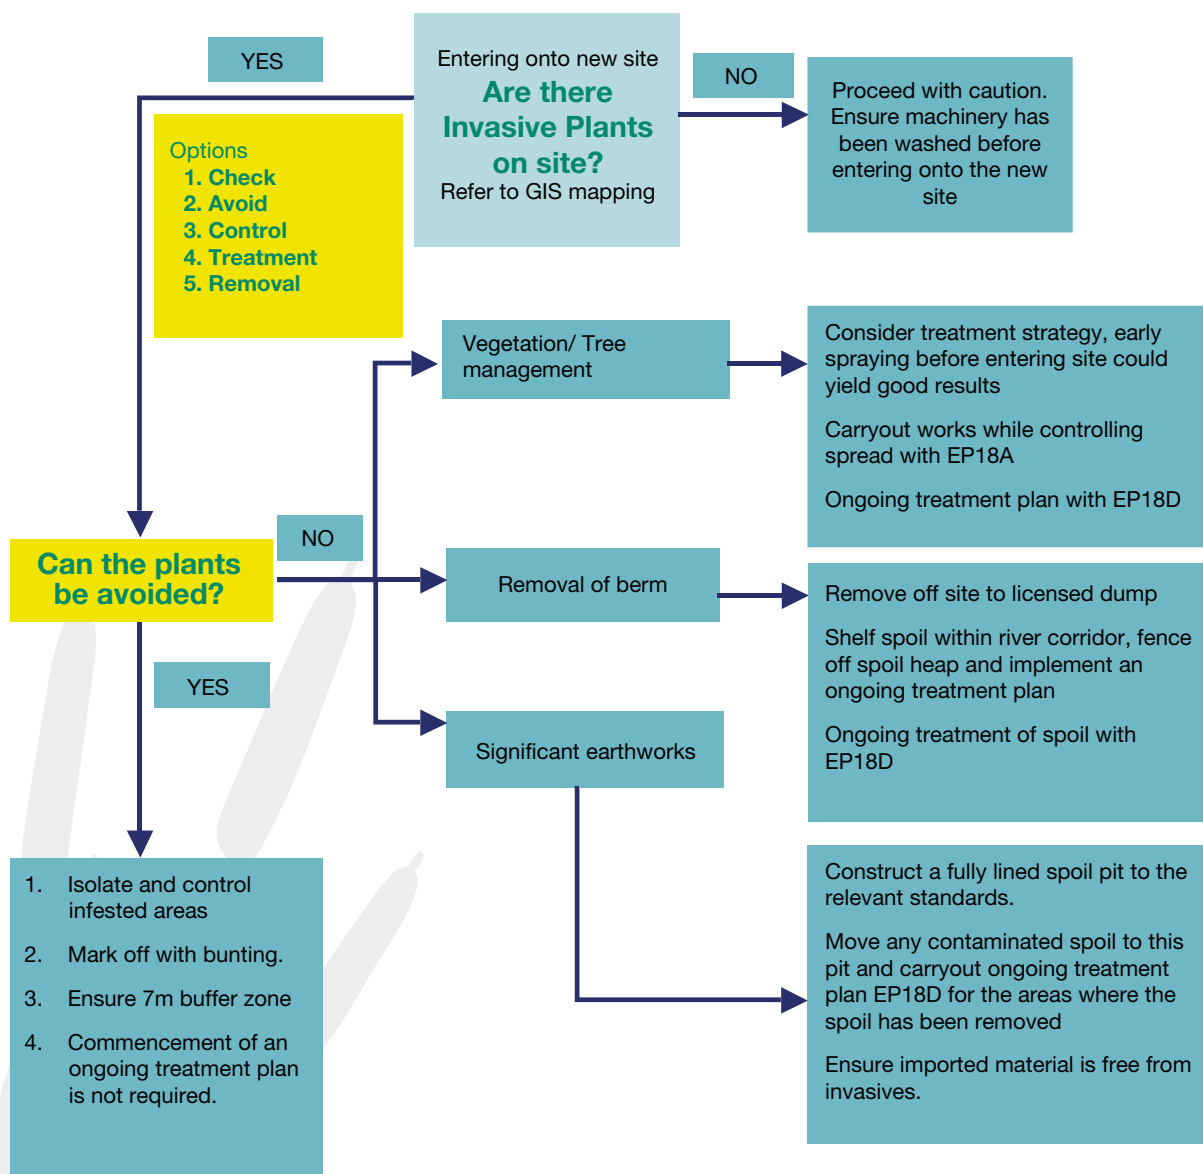 YES
Entering onto new site
Are there
Invasive Plants
on site?
Refer to GIS mapping
NO
Proceed with caution.
Ensure machinery has
been washed before
entering onto the new
site
Options
1. Check
2. Avoid
3. Control
4. Treatment
5. Removal
Vegetation/ Tree
management
Consider treatment strategy, early
spraying before entering site could
yield good results
Carryout works while controlling
spread with EP18A
Ongoing treatment plan with EP18D
Can the plants
be avoided?
NO
Removal of berm
Remove off site to licensed dump
Shelf spoil within river corridor, fence
off spoil heap and implement an
ongoing treatment plan
Ongoing treatment of spoil with
EP18D
YES
Significant earthworks
1. Isolate and control
infested areas
2. Mark off with bunting.
3. Ensure 7m buffer zone
4. Commencement of an
ongoing treatment plan
is not required.
Construct a fully lined spoil pit to the
relevant standards.
Move any contaminated spoil to this
pit and carryout ongoing treatment
plan EP18D for the areas where the
spoil has been removed
Ensure imported material is free from
invasives.